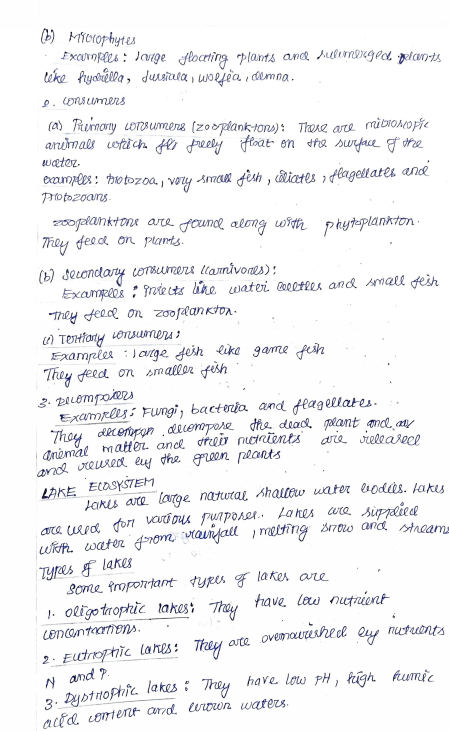 (b) Microphytes
Examples: large floating plants and submerged plants
like hydrilla, Jussiaea, wolfia, demna.
2. consumers
(a) Primary consumers (zooplanktons): These are microscopic
animals which fly freely float on the surface of the
water.
examples: protozoa, very small fish, ciliates, flagellates and
protozoans.
zooplanktons are found along with phytoplankton.
They feed on plants.
(b) Secondary consumers (carnivores):
Examples: insects like water beetles and small fish
They feed on zooplankton.
(c) Tertiary consumers:
Examples: large fish like game fish
They feed on smaller fish
3. Decomposers
Examples: Fungi, bacteria and flagellates.
They decompose the dead plant and
animal matter and their nutrients are released
and reused by the green plants
LAKE ECOSYSTEM
Lakes are large natural shallow water bodies. Lakes
are used for various purposes. Lakes are supplied
with water from rainfall, melting snow and streams
Types of lakes
Some important types of lakes are
1. Oligotrophic lakes: They have low nutrient
concentrations.
2. Eutrophic lakes: They are overnourished by nutrients
N and P.
3. Dystrophic lakes: They have low pH, high humic
acid content and brown waters.